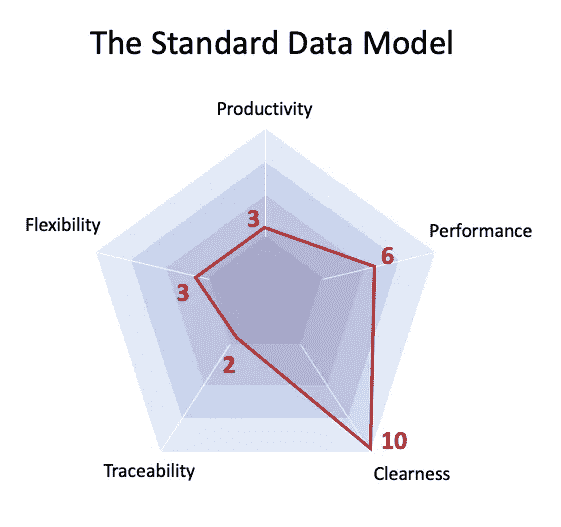 The Standard Data Model
Productivity
3
Flexibility
Performance
6
3
2
10
Traceability
Clearness